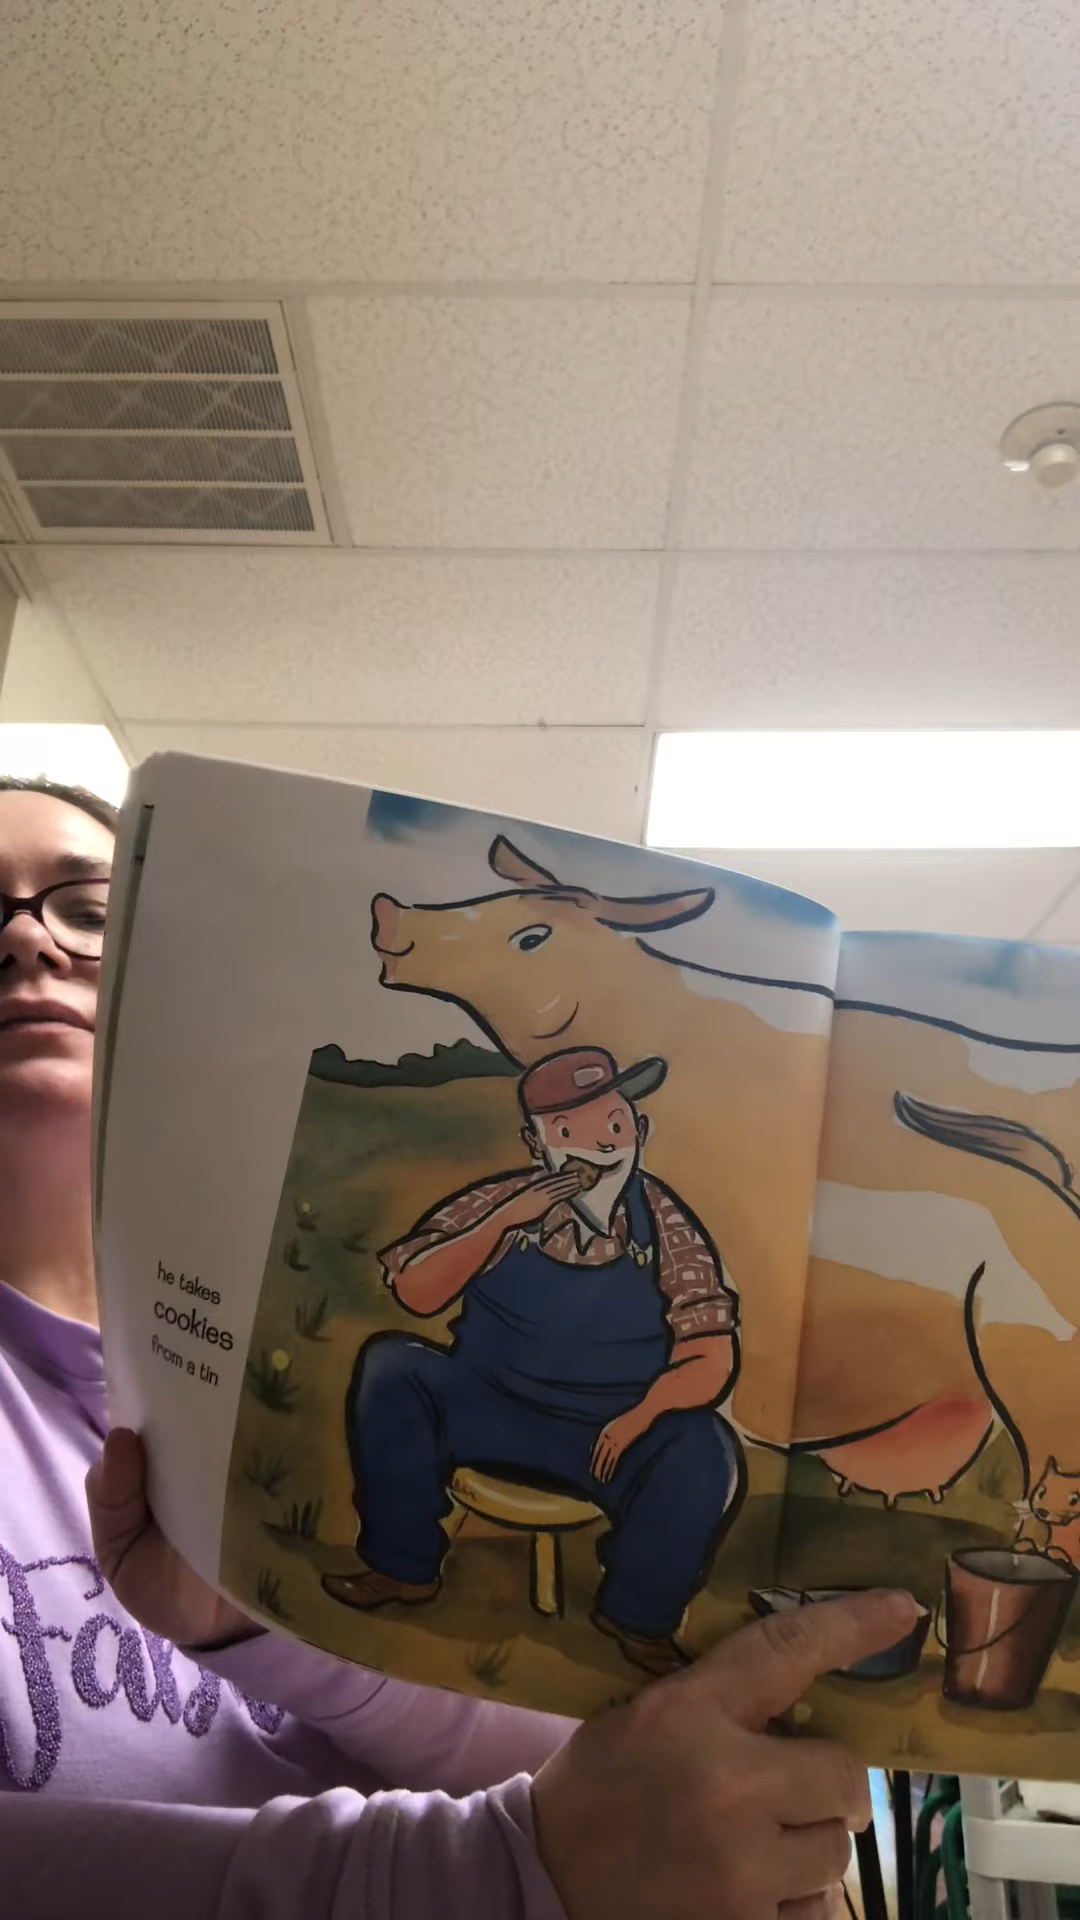 he takes
cookies
from a tin